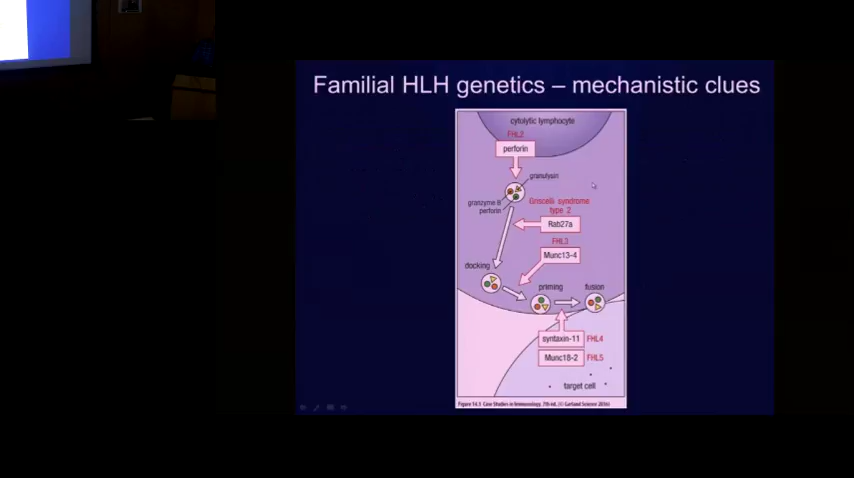 Familial HLH genetics – mechanistic clues
cytolytic lymphocyte
FHL2
perforin
granulysin
granzyme B
perforin
Griscelli syndrome
type 2
Rab27a
FHL3
Munc13-4
docking
priming
fusion
syntaxin-11
FHL4
Munc18-2
FHL5
target cell
Figure 14.3 Case Studies in Immunology, 7th ed. (© Garland Science 2016)